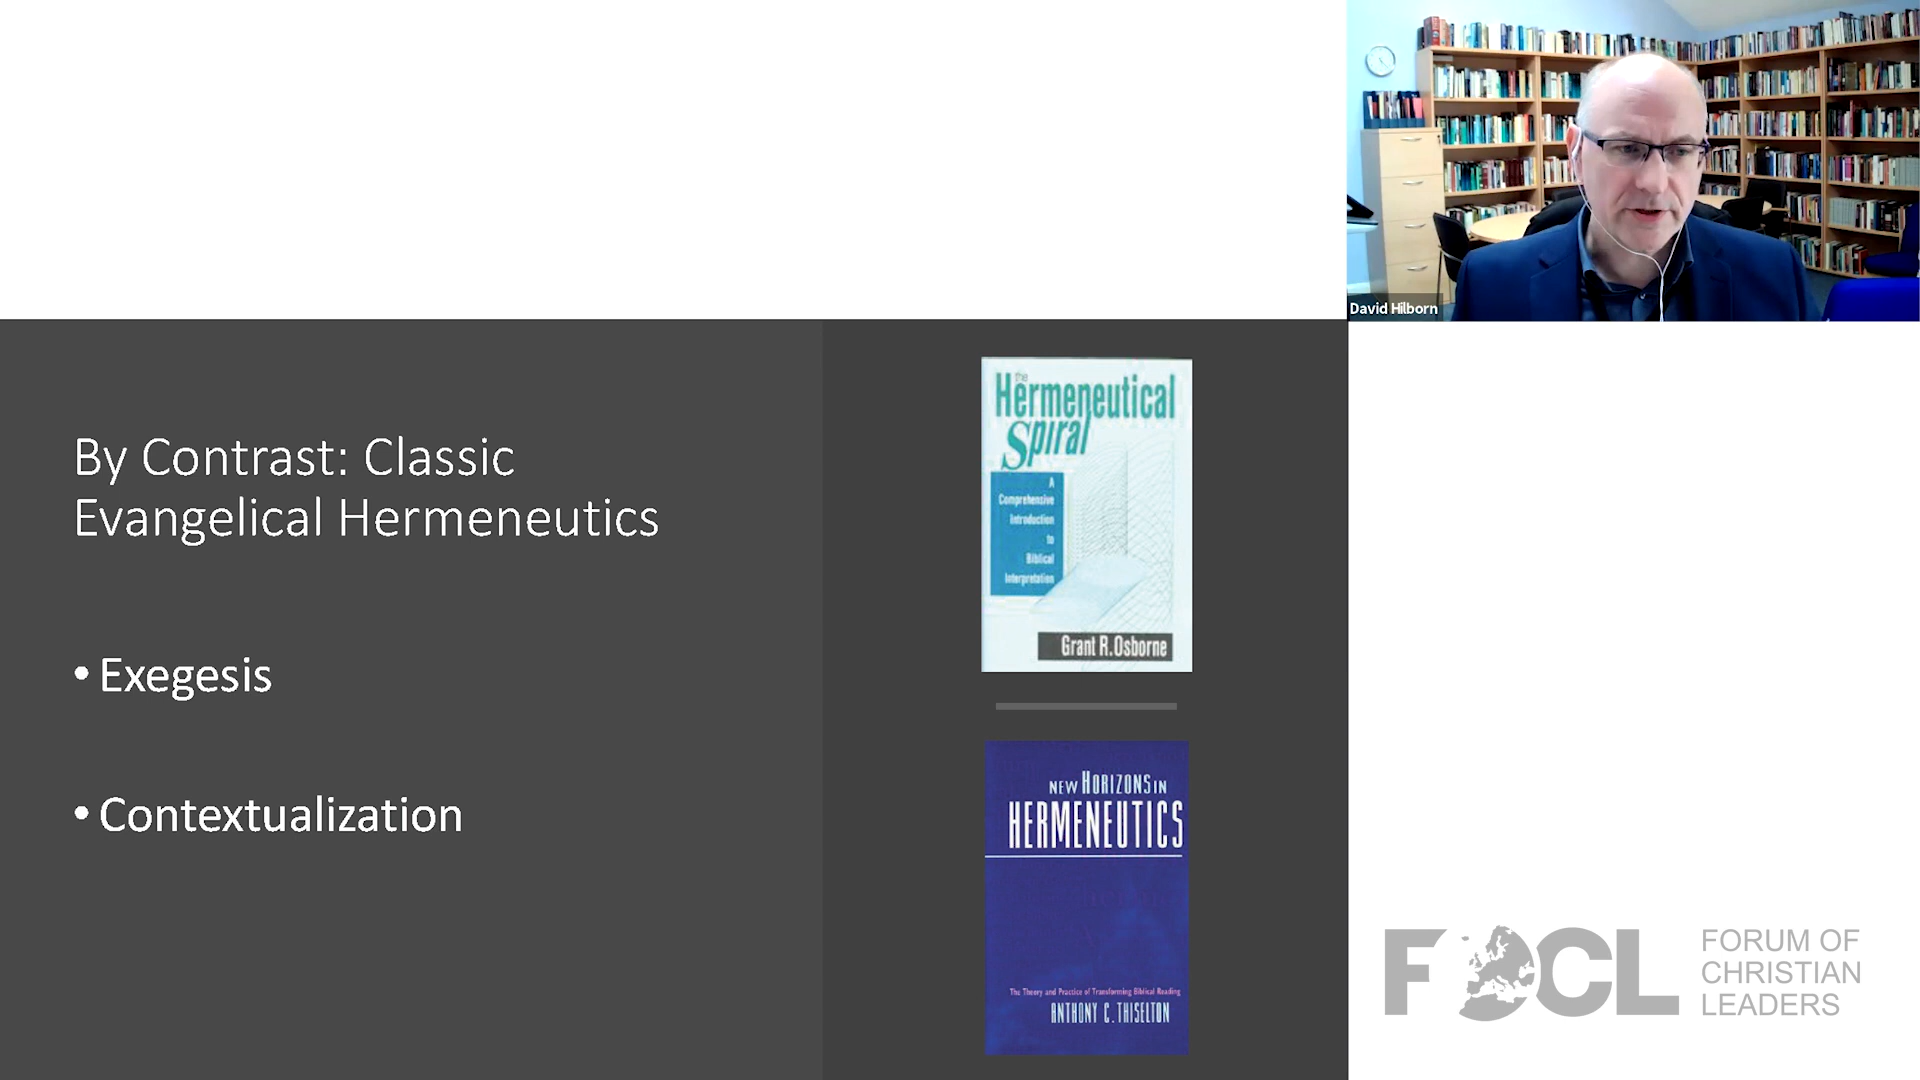 David Hilborn
By Contrast: Classic
Evangelical Hermeneutics
• Exegesis
• Contextualization
the
Hermeneutical
Spiral
A
Comprehensive
Introduction
to
Biblical
Interpretation
Grant R. Osborne
NEW HORIZONS IN
HERMENEUTICS
The Theory and Practice of Transforming Biblical Reading
ANTHONY C. THISELTON
FOCL
FORUM OF
CHRISTIAN
LEADERS